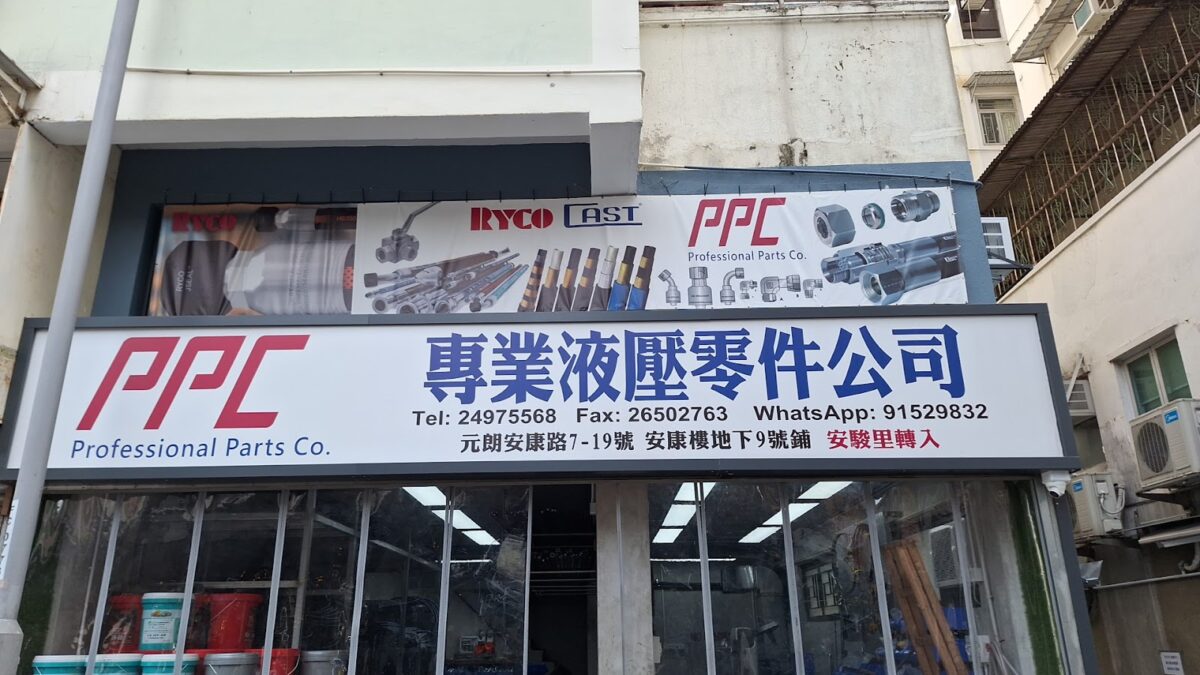 RYCO
RYCO
JSEAL
RYCO CAST
PPC
Professional Parts Co.
PPC
Professional Parts Co.
專業液壓零件公司
Tel: 24975568 Fax: 26502763 WhatsApp: 91529832
元朗安康路7-19號 安康樓地下9號鋪 安駿里轉入